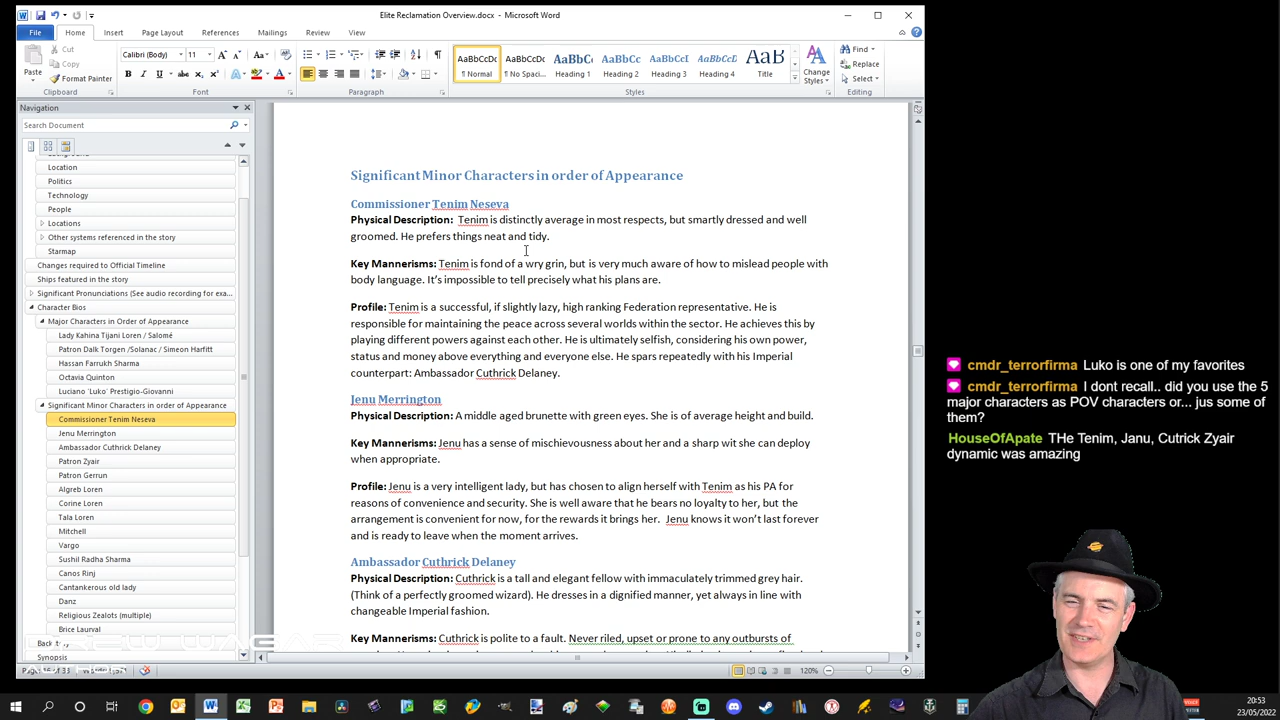 Elite Reclamation Overview.docx - Microsoft Word
File Home Insert Page Layout References Mailings Review View
Cut
Copy
Format Painter
Paste
Clipboard
Calibri (Body) 11
Font
Paragraph
AaBbCcDc AaBbCcDc AaBbCc AaBbCcI AaBbCcI AaBbCcD AaB
¶ Normal ¶ No Spaci... Heading 1 Heading 2 Heading 3 Heading 4 Title
Change Styles
Styles
Find
Replace
Select
Editing
Navigation
Search Document
Background
Location
Politics
Technology
People
Locations
Other systems referenced in the story
Starmap
Changes required to Official Timeline
Ships featured in the story
Significant Pronunciations (See audio recording for exa...
Character Bios
Major Characters in Order of Appearance
Lady Kahina Tijani Loren / Salomé
Patron Dalk Torgen /Solanac / Simeon Harfitt
Hassan Farrukh Sharma
Octavia Quinton
Luciano 'Luko' Prestigio-Giovanni
Significant Minor Characters in order of Appearance
Commissioner Tenim Neseva
Jenu Merrington
Ambassador Cuthrick Delaney
Patron Zyair
Patron Gerrun
Algreb Loren
Corine Loren
Tala Loren
Mitchell
Vargo
Sushil Radha Sharma
Canos Rinj
Cantankerous old lady
Danz
Religious Zealots (multiple)
Brice Laurval
Synopsis
Significant Minor Characters in order of Appearance
Commissioner Tenim Neseva
Physical Description: Tenim is distinctly average in most respects, but smartly dressed and well
groomed. He prefers things neat and tidy.
Key Mannerisms: Tenim is fond of a wry grin, but is very much aware of how to mislead people with
body language. It's impossible to tell precisely what his plans are.
Profile: Tenim is a successful, if slightly lazy, high ranking Federation representative. He is
responsible for maintaining the peace across several worlds within the sector. He achieves this by
playing different powers against each other. He is ultimately selfish, considering his own power,
status and money above everything and everyone else. He spars repeatedly with his Imperial
counterpart: Ambassador Cuthrick Delaney.
Jenu Merrington
Physical Description: A middle aged brunette with green eyes. She is of average height and build.
Key Mannerisms: Jenu has a sense of mischievousness about her and a sharp wit she can deploy
when appropriate.
Profile: Jenu is a very intelligent lady, but has chosen to align herself with Tenim as his PA for
reasons of convenience and security. She is well aware that he bears no loyalty to her, but the
arrangement is convenient for now, for the rewards it brings her. Jenu knows it won't last forever
and is ready to leave when the moment arrives.
Ambassador Cuthrick Delaney
Physical Description: Cuthrick is a tall and elegant fellow with immaculately trimmed grey hair.
(Think of a perfectly groomed wizard). He dresses in a dignified manner, yet always in line with
changeable Imperial fashion.
Key Mannerisms: Cuthrick is polite to a fault. Never riled, upset or prone to any outbursts of
120%
cmdr_terrorfirma Luko is one of my favorites
cmdr_terrorfirma I dont recall.. did you use the 5
major characters as POV characters or... jus some of
them?
HouseOfApate THe Tenim, Janu, Cutrick Zyair
dynamic was amazing
20:53
23/05/2022